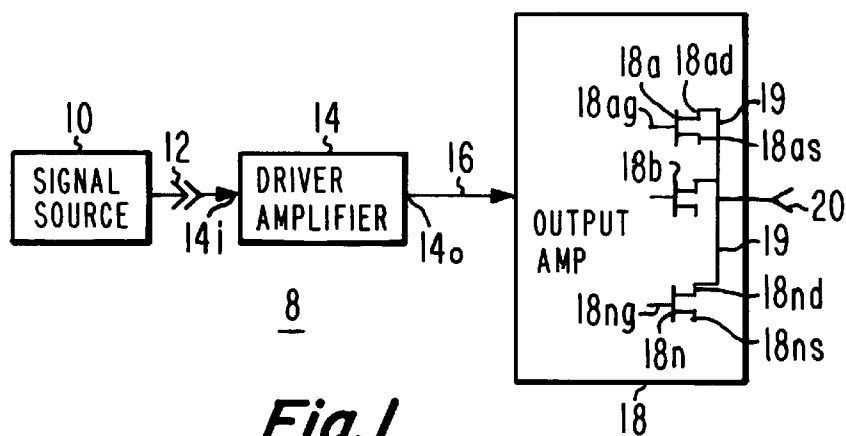 10
SIGNAL
SOURCE
12
14i
14
DRIVER
AMPLIFIER
14o
16
8
OUTPUT
AMP
18a
18ad
18ag
19
18as
18b
20
19
18nd
18ng
18n
18ns
18
Fig.1